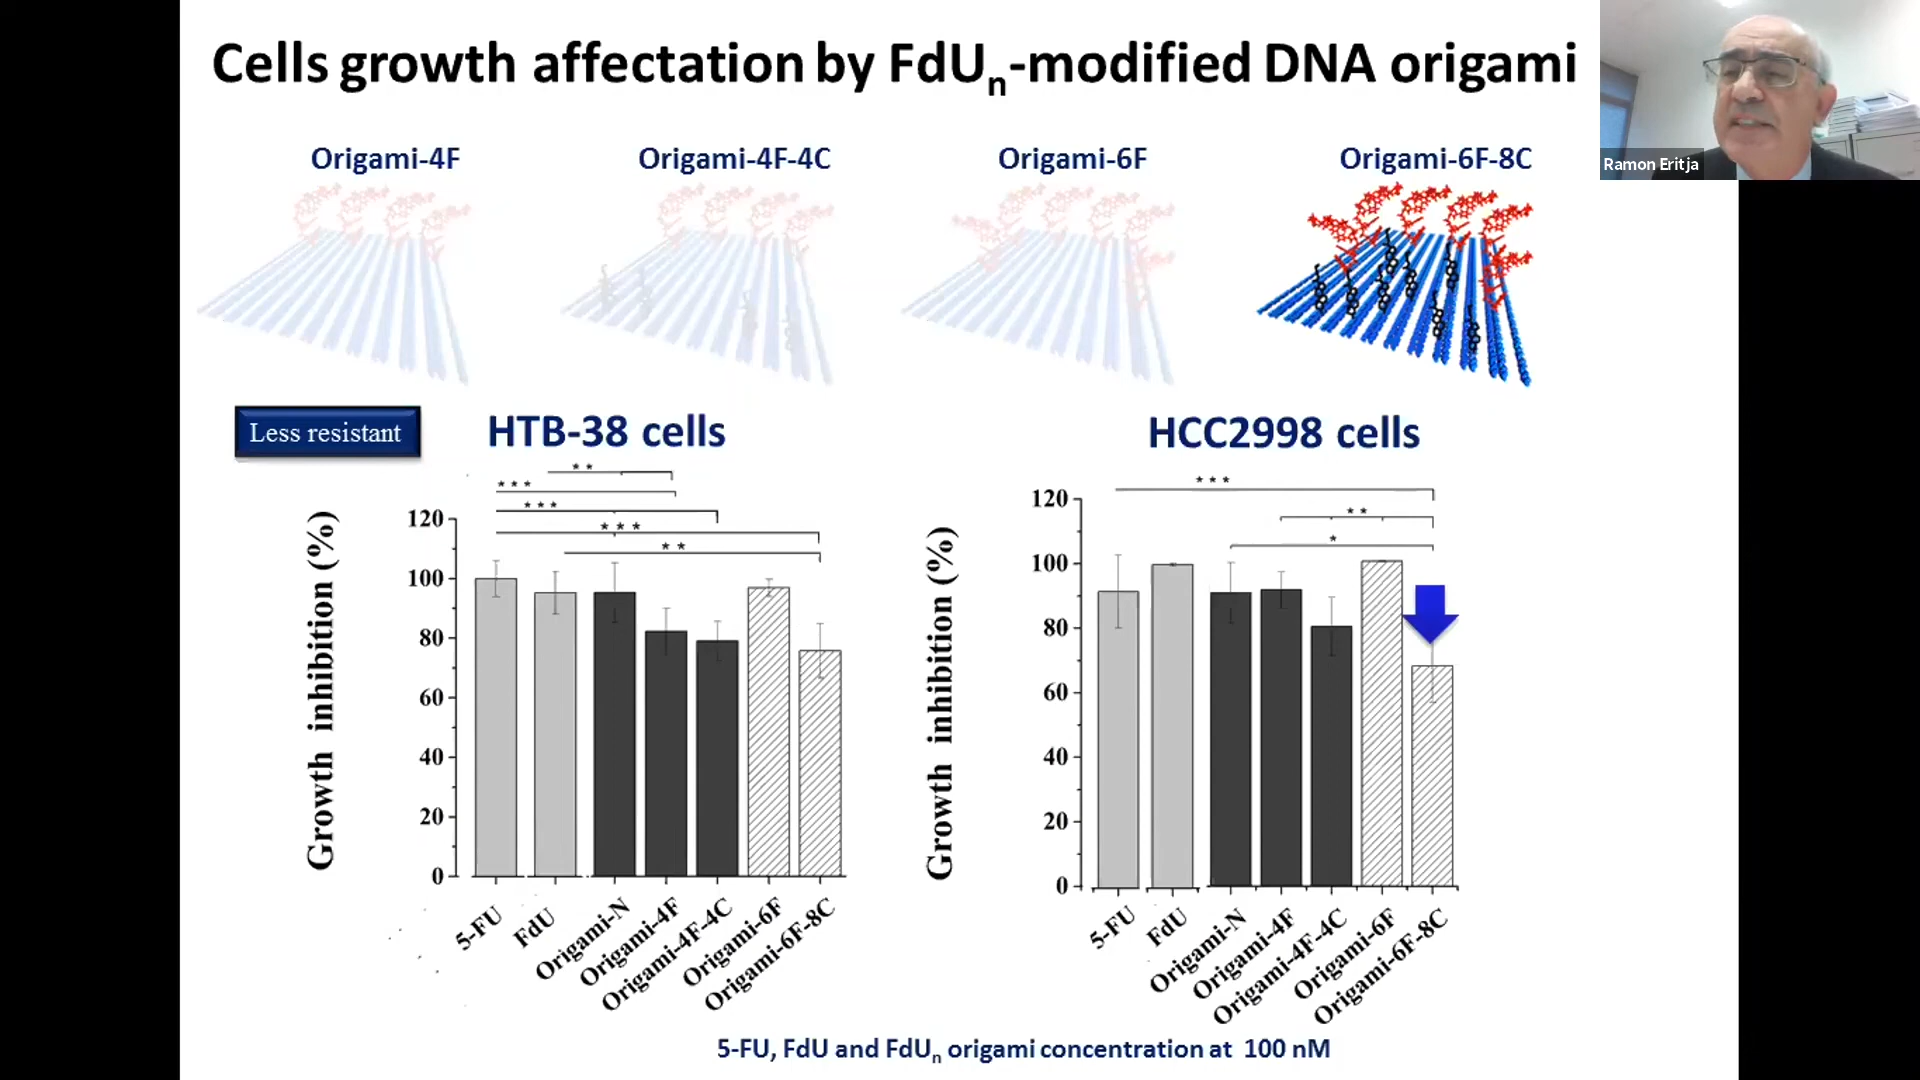 Cells growth affectation by FdUn-modified DNA origami
Ramon Eritja
Origami-4F
Origami-4F-4C
Origami-6F
Origami-6F-8C
Less resistant
HTB-38 cells
HCC2998 cells
* *
* * *
* * *
* * *
* *
Growth inhibition (%)
120
100
80
60
40
20
0
5-FU
FdU
Origami-N
Origami-4F
Origami-4F-4C
Origami-6F
Origami-6F-8C
* * *
* *
*
Growth inhibition (%)
120
100
80
60
40
20
0
5-FU
FdU
Origami-N
Origami-4F
Origami-4F-4C
Origami-6F
Origami-6F-8C
5-FU, FdU and FdUn origami concentration at 100 nM